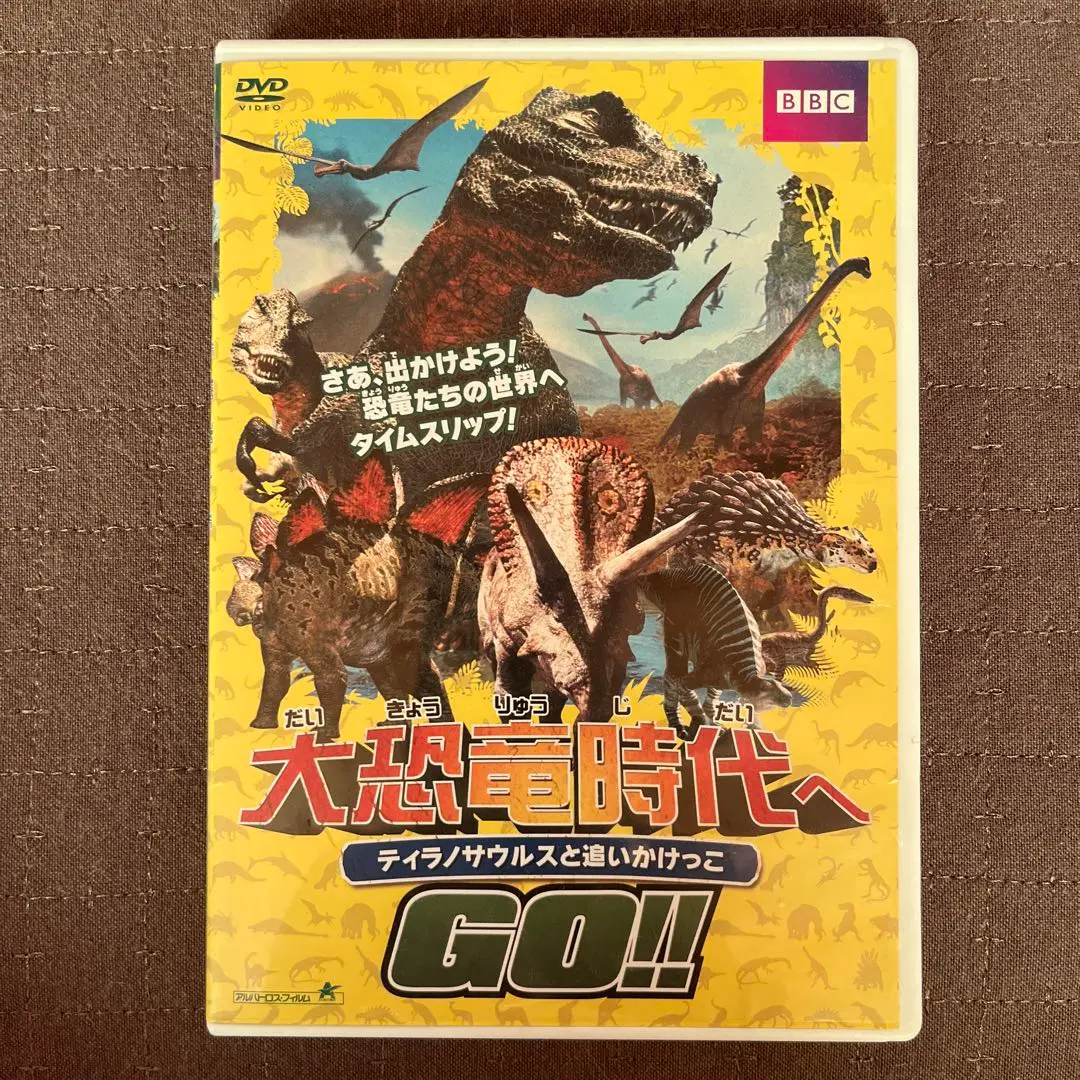 DVD
VIDEO
BBC
さあ、出かけよう!
恐竜たちの世界へ
タイムスリップ!
だい きょう りゅう じ だい
大恐竜時代へ
ティラノサウルスと追いかけっこ
GO!!
アルバトロス・フィルム